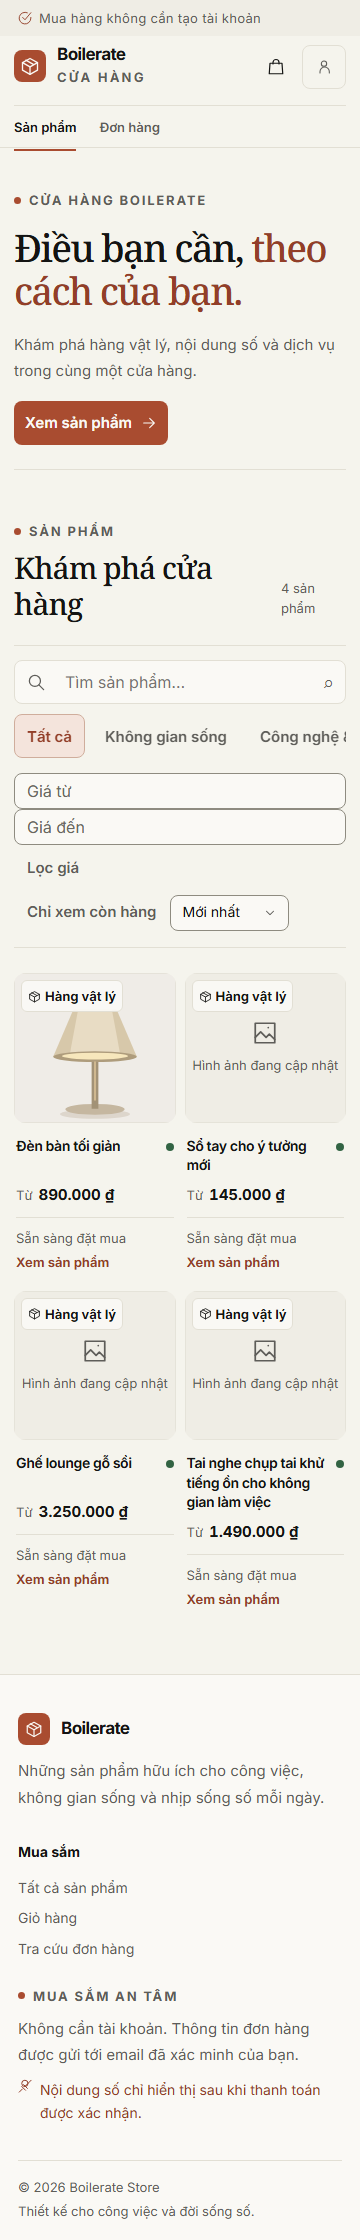 Mua hàng không cần tạo tài khoản
Boilerate
CỬA HÀNG
Sản phẩm
Đơn hàng
CỬA HÀNG BOILERATE
Điều bạn cần, theo
cách của bạn.
Khám phá hàng vật lý, nội dung số và dịch vụ
trong cùng một cửa hàng.
Xem sản phẩm →
SẢN PHẨM
Khám phá cửa
hàng
4 sản
phẩm
Tìm sản phẩm...
Tất cả
Không gian sống
Công nghệ &
Giá từ
Giá đến
Lọc giá
Chỉ xem còn hàng
Mới nhất
Hàng vật lý
Hàng vật lý
Hình ảnh đang cập nhật
Đèn bàn tối giản
Sổ tay cho ý tưởng
mới
Từ 890.000 ₫
Từ 145.000 ₫
Sẵn sàng đặt mua
Sẵn sàng đặt mua
Xem sản phẩm
Xem sản phẩm
Hàng vật lý
Hàng vật lý
Hình ảnh đang cập nhật
Hình ảnh đang cập nhật
Ghế lounge gỗ sồi
Tai nghe chụp tai khử
tiếng ồn cho không
gian làm việc
Từ 3.250.000 ₫
Từ 1.490.000 ₫
Sẵn sàng đặt mua
Xem sản phẩm
Sẵn sàng đặt mua
Xem sản phẩm
Boilerate
Những sản phẩm hữu ích cho công việc,
không gian sống và nhịp sống số mỗi ngày.
Mua sắm
Tất cả sản phẩm
Giỏ hàng
Tra cứu đơn hàng
MUA SẮM AN TÂM
Không cần tài khoản. Thông tin đơn hàng
được gửi tới email đã xác minh của bạn.
Nội dung số chỉ hiển thị sau khi thanh toán
được xác nhận.
© 2026 Boilerate Store
Thiết kế cho công việc và đời sống số.